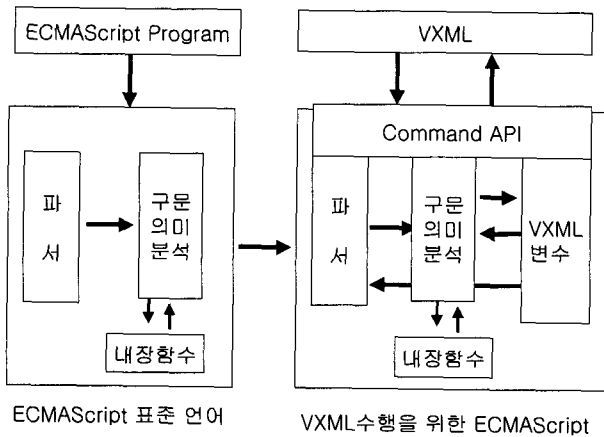 ECMAScript Program
파
서
구문
의미
분석
내장함수
ECMAScript 표준 언어
VXML
Command API
파
서
구문
의미
분석
VXML
변수
내장함수
VXML수행을 위한 ECMAScript